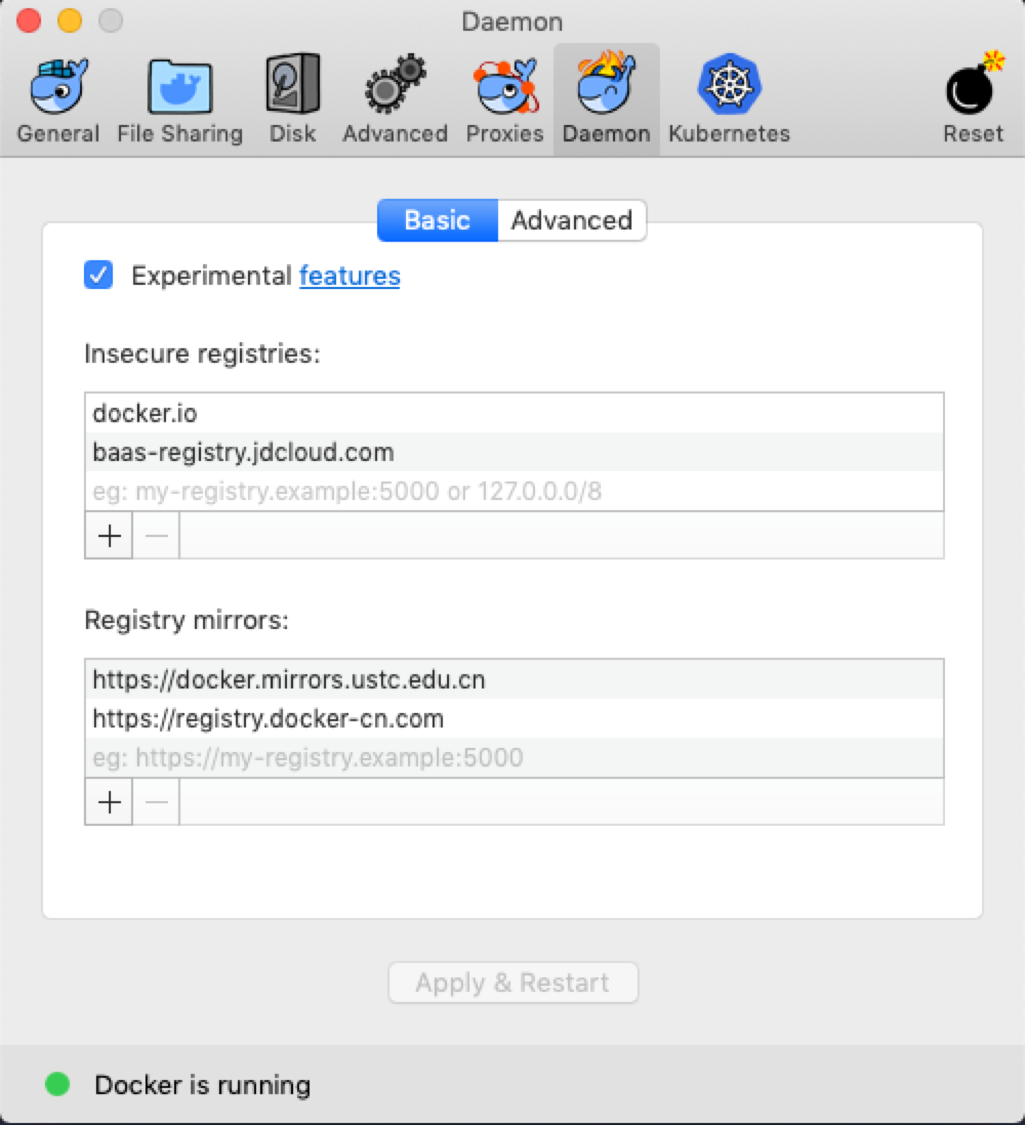 Daemon
General File Sharing Disk Advanced Proxies Daemon Kubernetes Reset
Basic Advanced
Experimental features
Insecure registries:
docker.io
baas-registry.jdcloud.com
eg: my-registry.example:5000 or 127.0.0.0/8
+ −
Registry mirrors:
https://docker.mirrors.ustc.edu.cn
https://registry.docker-cn.com
eg: https://my-registry.example:5000
+ −
Apply & Restart
Docker is running